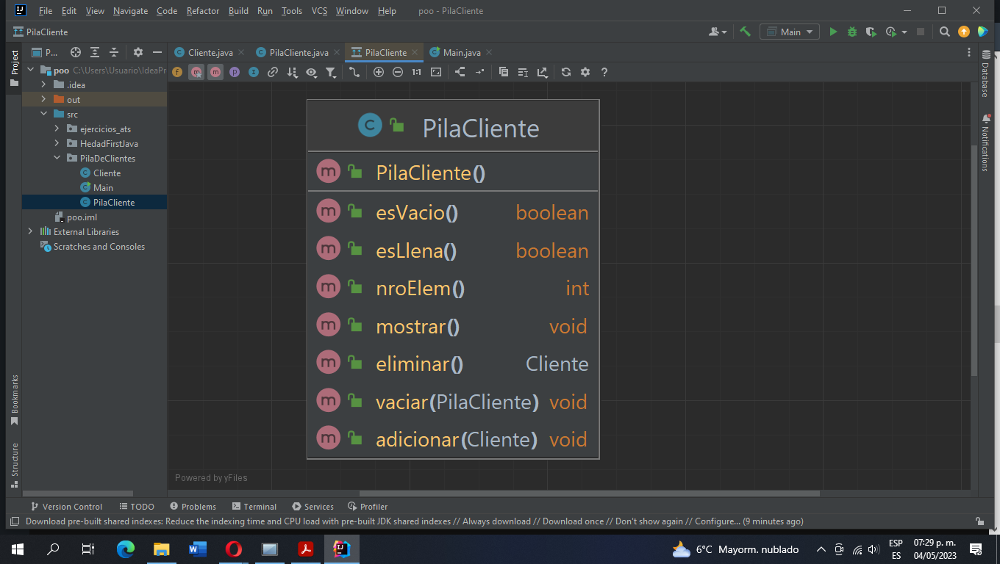 File Edit View Navigate Code Refactor Build Run Tools VCS Window Help poo - PilaCliente
PilaCliente Main
Project P... Cliente.java PilaCliente.java PilaCliente Main.java
poo C:\Users\Usuario\IdeaPr
1:1 ?
.idea
out
src
ejercicios_ats
HedadFirstJava
PilaDeClientes
Cliente
Main
PilaCliente
poo.iml
External Libraries
Scratches and Consoles
PilaCliente
PilaCliente()
esVacio() boolean
esLlena() boolean
nroElem() int
mostrar() void
eliminar() Cliente
vaciar(PilaCliente) void
adicionar(Cliente) void
Powered by yFiles
Database
Notifications
Bookmarks
Structure
Version Control TODO Problems Terminal Services Profiler
Download pre-built shared indexes: Reduce the indexing time and CPU load with pre-built JDK shared indexes // Always download // Download once // Don't show again // Configure... (9 minutes ago)
6°C Mayorm. nublado
ESP
ES
07:29 p. m.
04/05/2023